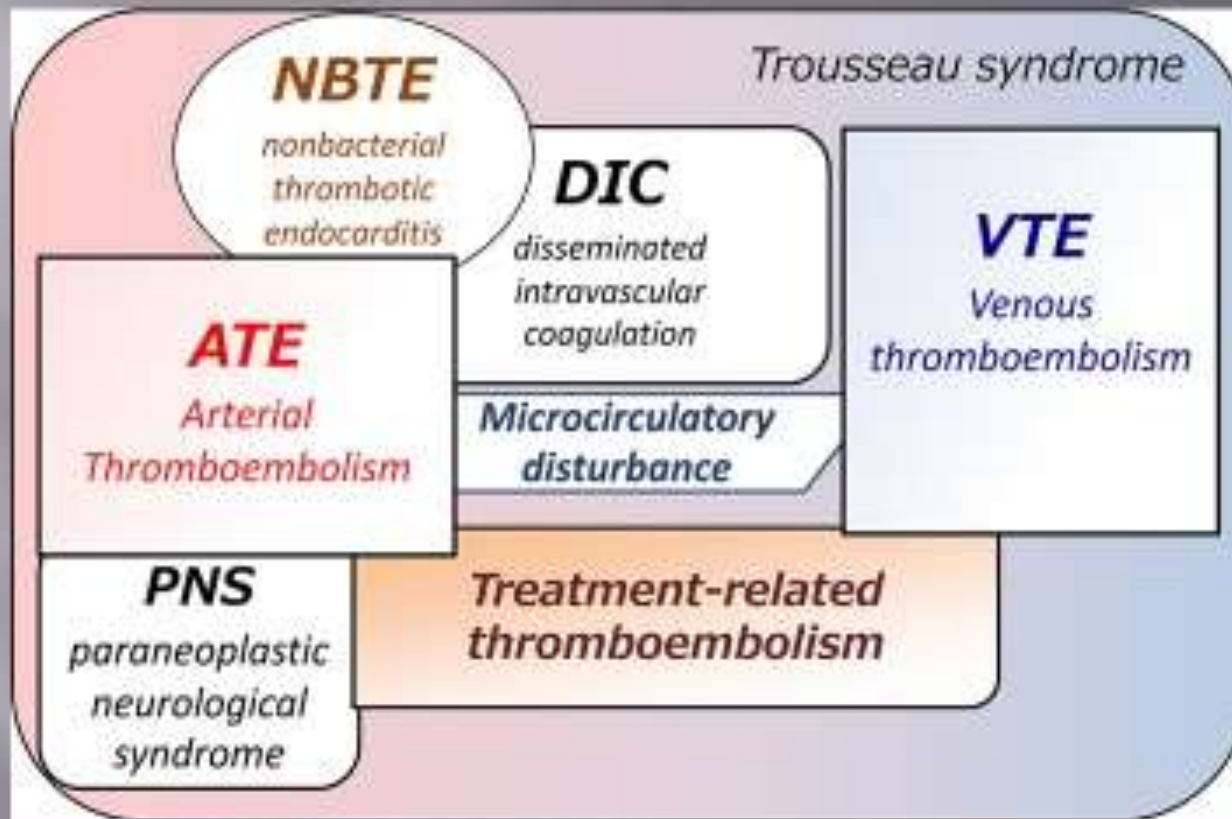 Trousseau syndrome
NBTE
nonbacterial
thrombotic
endocarditis
DIC
disseminated
intravascular
coagulation
VTE
Venous
thromboembolism
ATE
Arterial
Thromboembolism
Microcirculatory
disturbance
PNS
paraneoplastic
neurological
syndrome
Treatment-related
thromboembolism